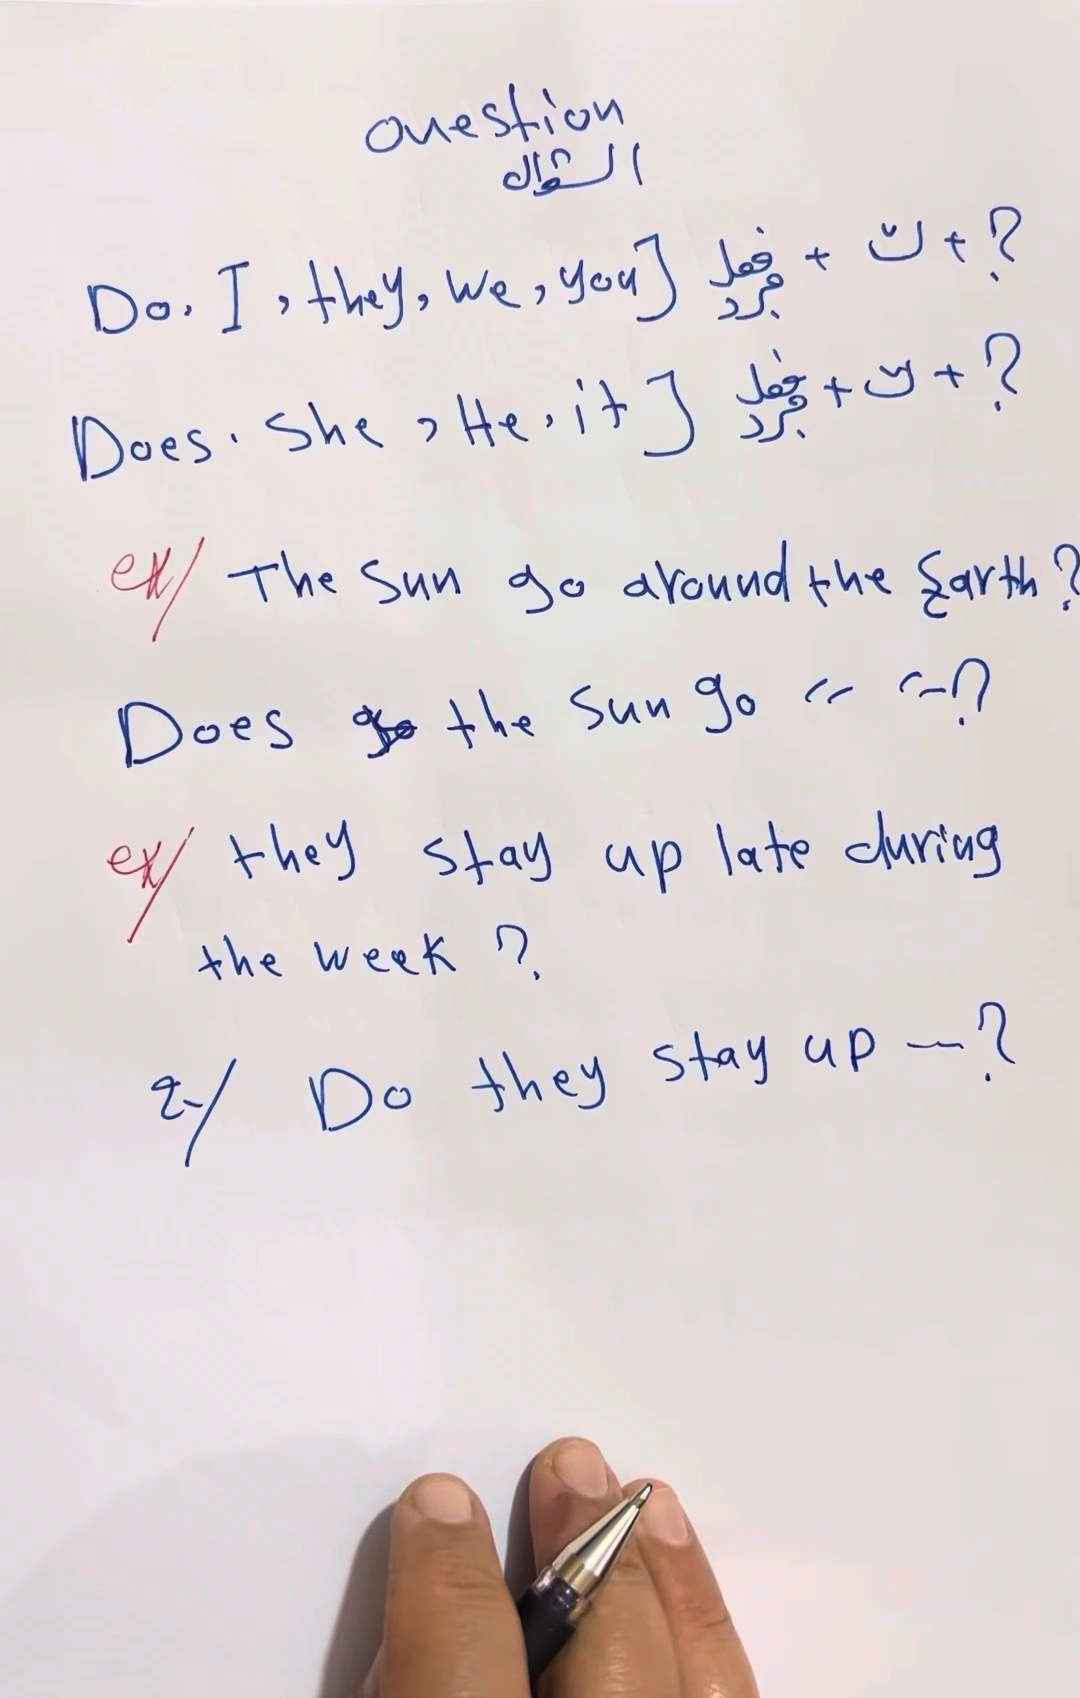 Question
السؤال
Do. I, they, we, you] فعل مجرد + ت + ?
Does. She, He, it] فعل مجرد + ت + ?
ex/ The Sun go around the Earth?
Does the Sun go " "?
ex/ they stay up late during
the week ?
2/ Do they stay up —?